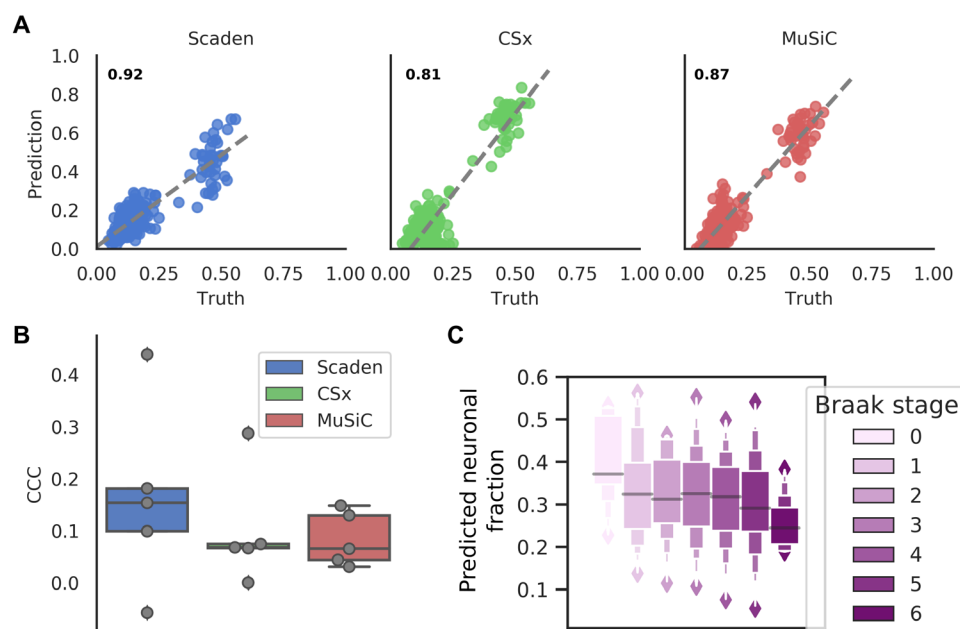 A
Scaden
CSx
MuSiC
1.0
0.8
0.6
0.4
0.2
0.0
Prediction
0.92
0.81
0.87
0.00 0.25 0.50 0.75 1.00
0.00 0.25 0.50 0.75 1.00
0.00 0.25 0.50 0.75 1.00
Truth
Truth
Truth
B
0.4
0.3
0.2
0.1
0.0
CCC
Scaden
CSx
MuSiC
C
0.6
0.5
0.4
0.3
0.2
0.1
Predicted neuronal
fraction
Braak stage
0
1
2
3
4
5
6